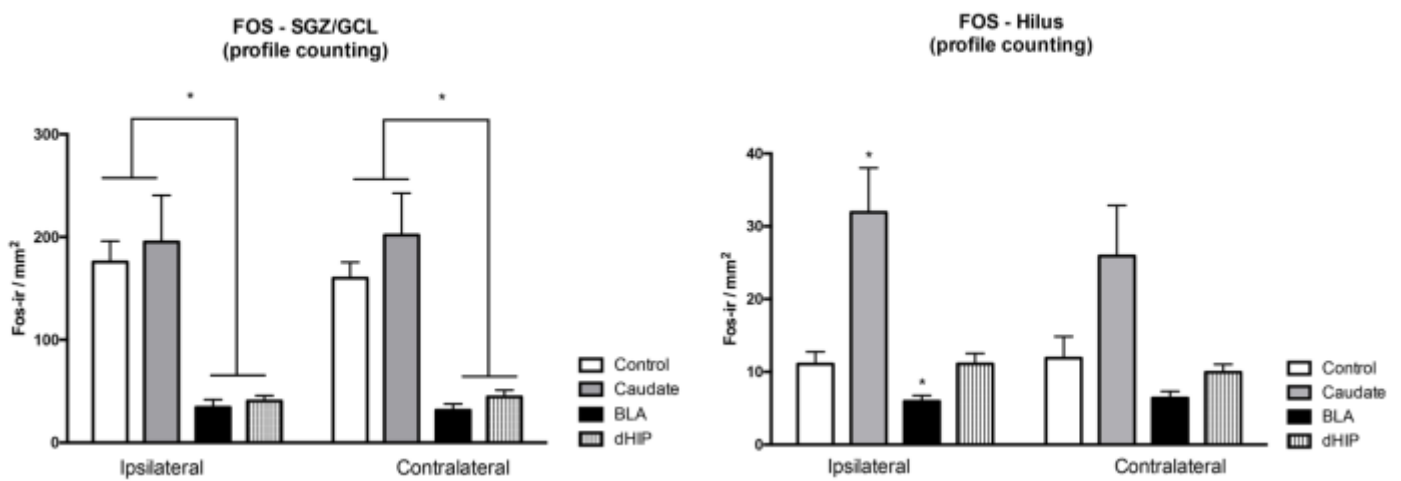 FOS - SGZ/GCL
(profile counting)
*
*
300
200
100
0
Fos-ir / mm²
Ipsilateral
Contralateral
Control
Caudate
BLA
dHIP
FOS - Hilus
(profile counting)
40
30
20
10
0
Fos-ir / mm²
*
*
Ipsilateral
Contralateral
Control
Caudate
BLA
dHIP